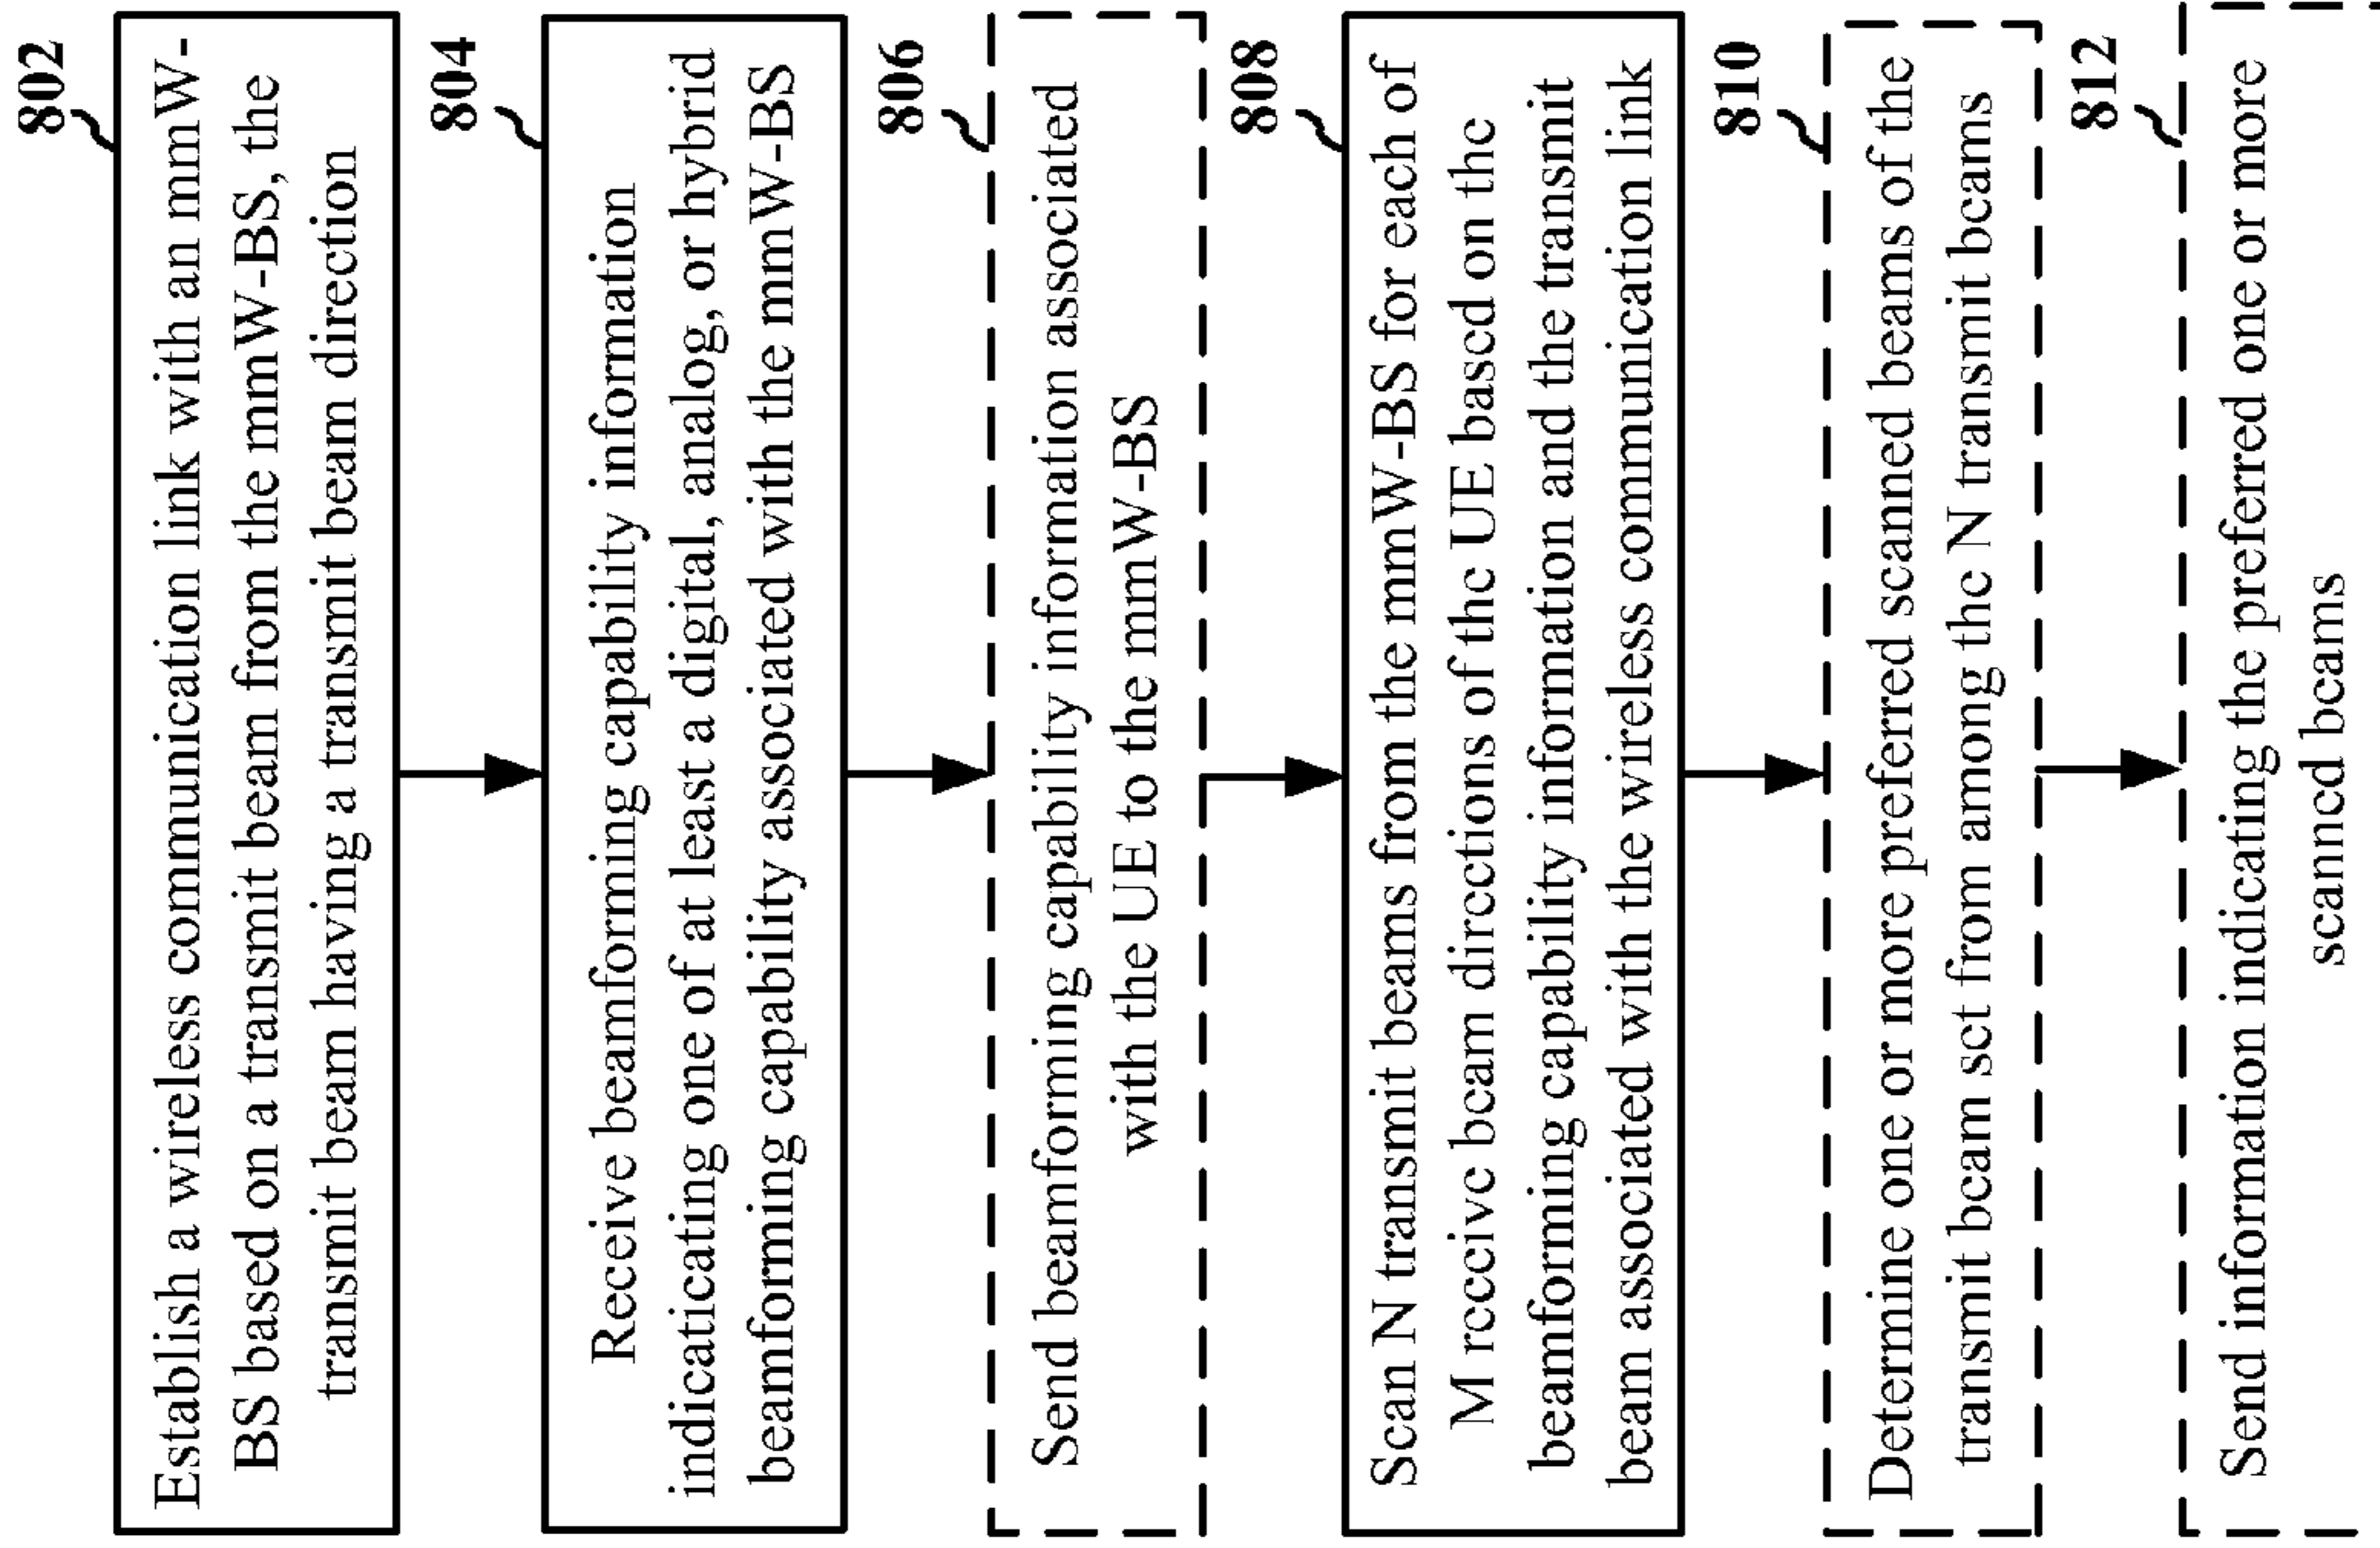 802
Establish a wireless communication link with an mmW-
BS based on a transmit beam from the mmW-BS, the
transmit beam having a transmit beam direction
804
Receive beamforming capability information
indicating one of at least a digital, analog, or hybrid
beamforming capability associated with the mmW-BS
806
Send beamforming capability information associated
with the UE to the mmW-BS
808
Scan N transmit beams from the mmW-BS for each of
M receive beam directions of the UE based on the
beamforming capability information and the transmit
beam associated with the wireless communication link
810
Determine one or more preferred scanned beams of the
transmit beam set from among the N transmit beams
812
Send information indicating the preferred one or more
scanned beams